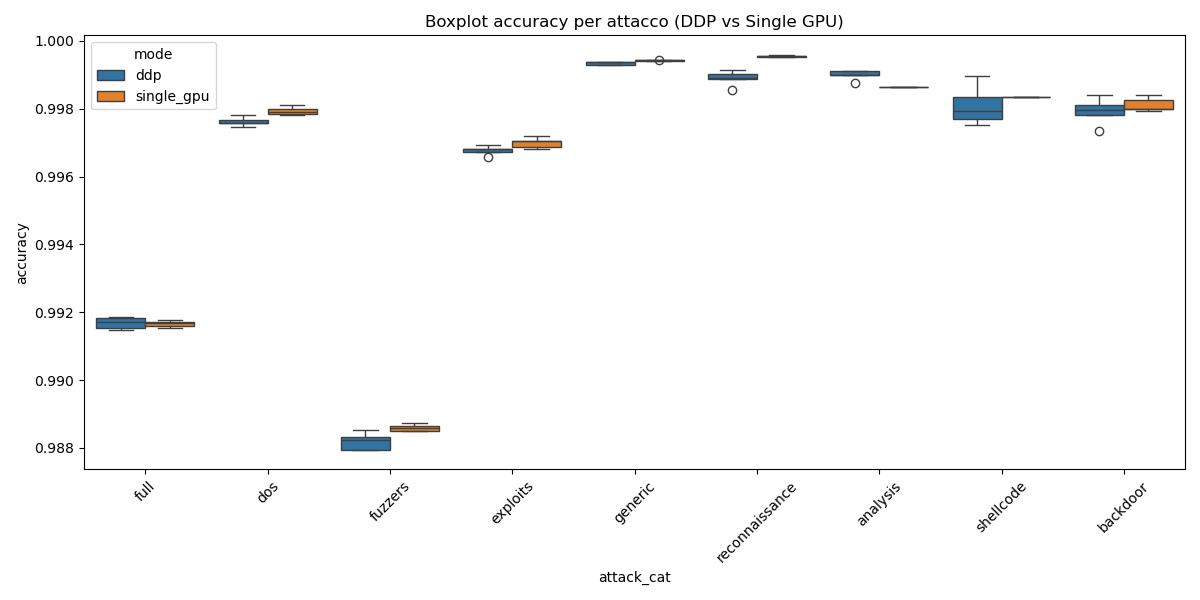 Boxplot accuracy per attacco (DDP vs Single GPU)
mode
ddp
single_gpu
accuracy
1.000
0.998
0.996
0.994
0.992
0.990
0.988
full
dos
fuzzers
exploits
generic
reconnaissance
analysis
shellcode
backdoor
attack_cat